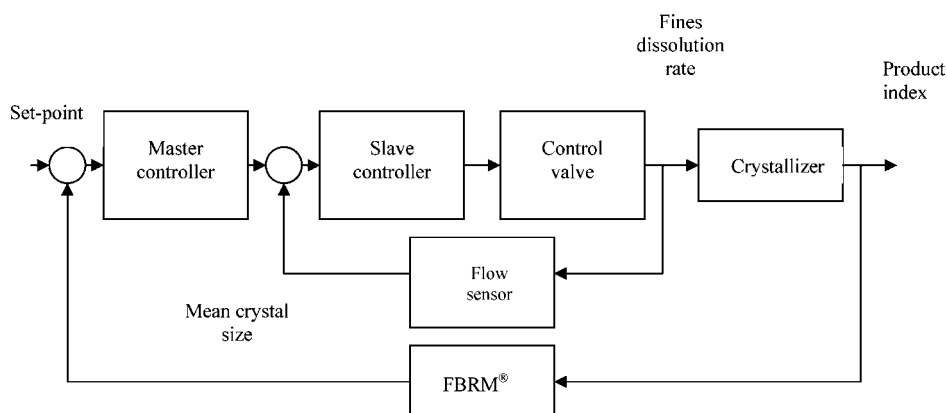 Fines
dissolution
rate
Product
index
Set-point
Master
controller
Slave
controller
Control
valve
Crystallizer
Flow
sensor
Mean crystal
size
FBRM®